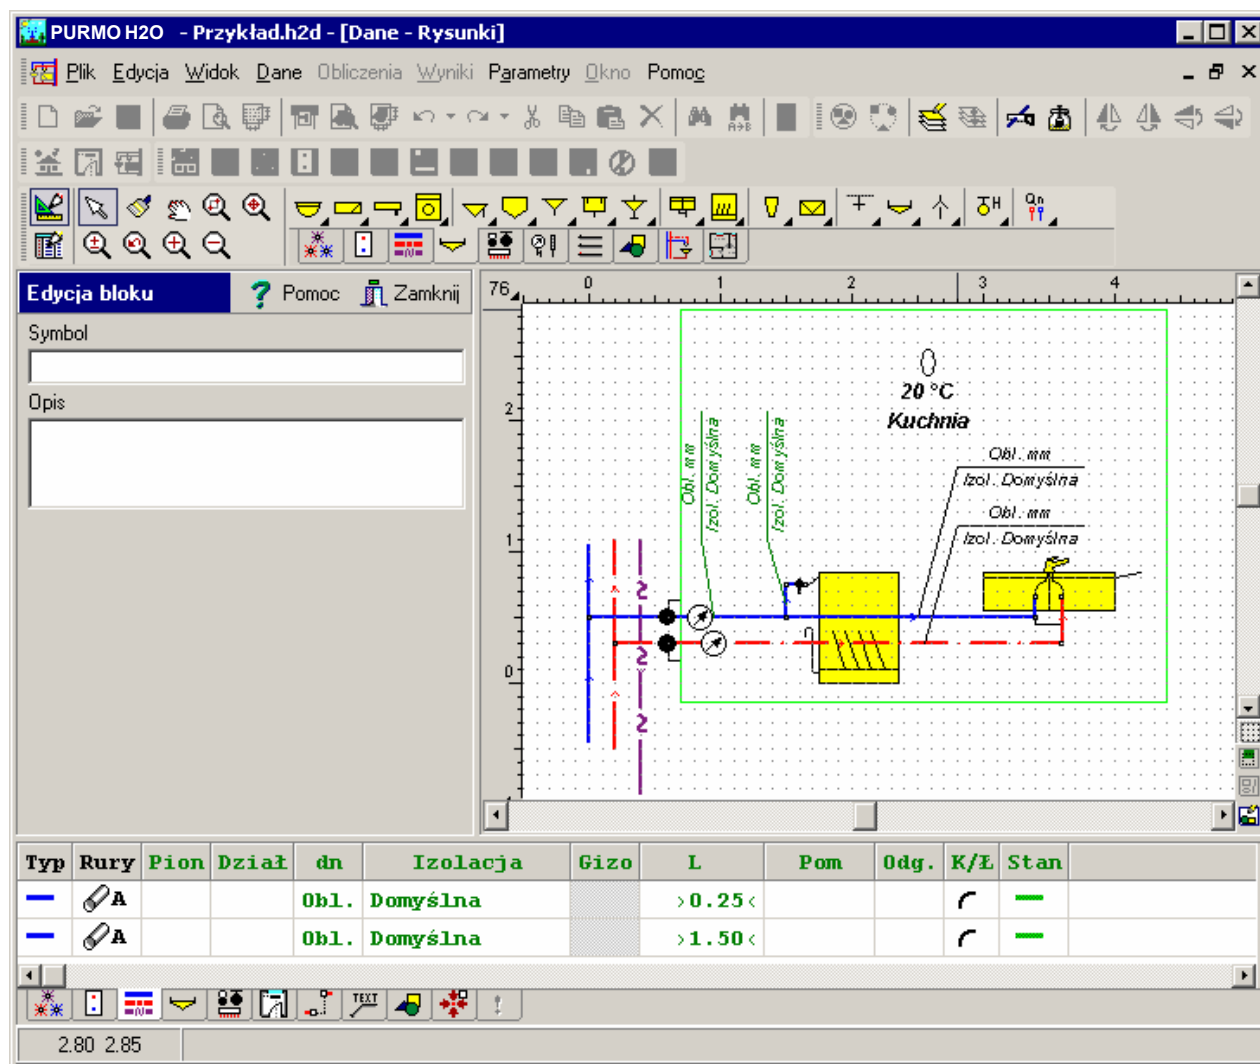 PURMO H2O - Przykład.h2d - [Dane - Rysunki]
Plik Edycja Widok Dane Obliczenia Wyniki Parametry Okno Pomoc
A→B
H
Qn
Edycja bloku ? Pomoc Zamknij
Symbol
Opis
76
0 1 2 3 4
2
1
0
20 °C
Kuchnia
Obl. mm
Izol. Domyślna
Obl. mm
Izol. Domyślna
Obl. mm
Izol. Domyślna
Obl. mm
Izol. Domyślna
Typ Rury Pion Dział dn Izolacja Gizo L Pom Odg. K/Ł Stan
A Obl. Domyślna >0.25<
A Obl. Domyślna >1.50<
TEXT
2.80 2.85